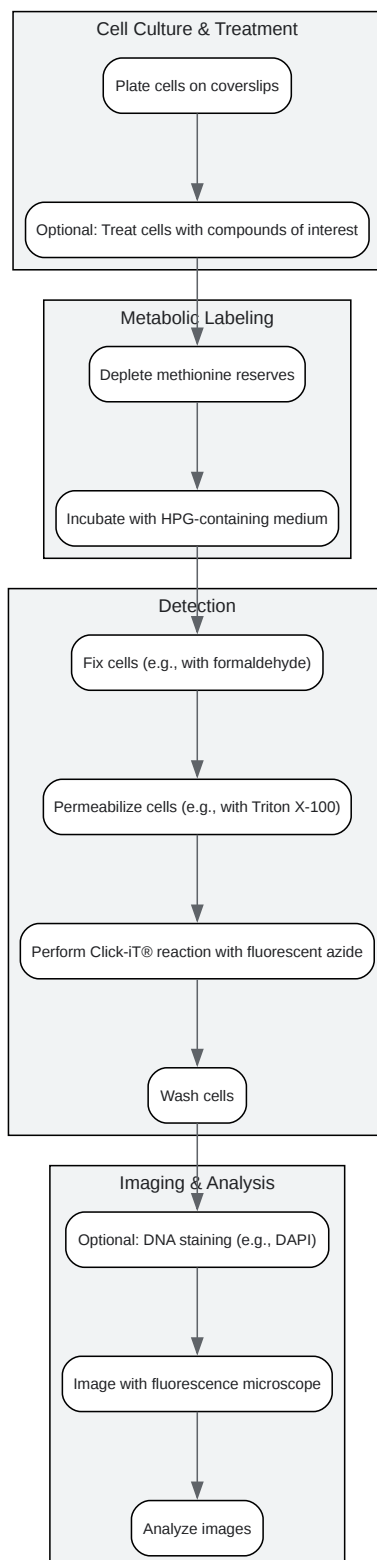 Cell Culture & Treatment
Plate cells on coverslips
Optional: Treat cells with compounds of interest
Metabolic Labeling
Deplete methionine reserves
Incubate with HPG-containing medium
Detection
Fix cells (e.g., with formaldehyde)
Permeabilize cells (e.g., with Triton X-100)
Perform Click-iT® reaction with fluorescent azide
Wash cells
Imaging & Analysis
Optional: DNA staining (e.g., DAPI)
Image with fluorescence microscope
Analyze images